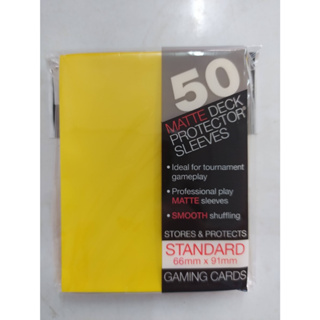 50
MATTE DECK
PROTECTOR®
SLEEVES
• Ideal for tournament
gameplay
• Professional play
MATTE sleeves
• SMOOTH shuffling
STORES & PROTECTS
STANDARD
66mm x 91mm
GAMING CARDS